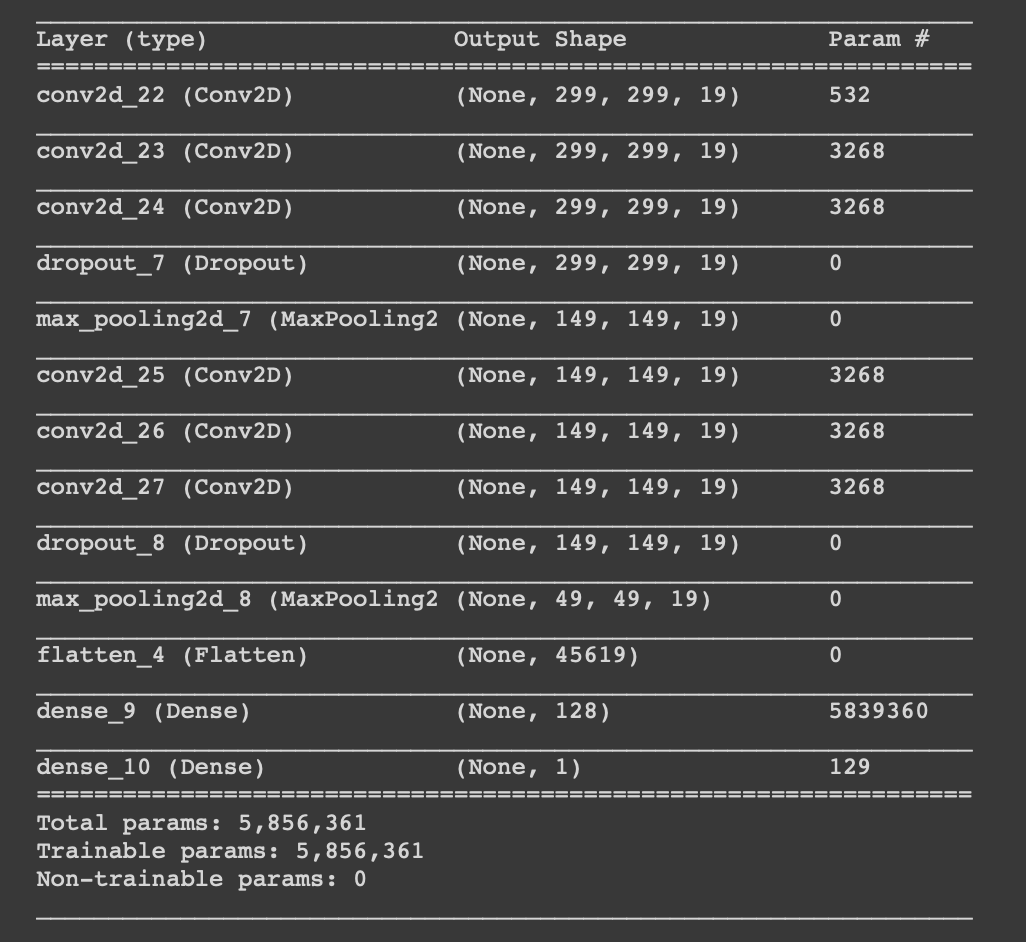 Layer (type) Output Shape Param #
=================================================================
conv2d_22 (Conv2D) (None, 299, 299, 19) 532
conv2d_23 (Conv2D) (None, 299, 299, 19) 3268
conv2d_24 (Conv2D) (None, 299, 299, 19) 3268
dropout_7 (Dropout) (None, 299, 299, 19) 0
max_pooling2d_7 (MaxPooling2 (None, 149, 149, 19) 0
conv2d_25 (Conv2D) (None, 149, 149, 19) 3268
conv2d_26 (Conv2D) (None, 149, 149, 19) 3268
conv2d_27 (Conv2D) (None, 149, 149, 19) 3268
dropout_8 (Dropout) (None, 149, 149, 19) 0
max_pooling2d_8 (MaxPooling2 (None, 49, 49, 19) 0
flatten_4 (Flatten) (None, 45619) 0
dense_9 (Dense) (None, 128) 5839360
dense_10 (Dense) (None, 1) 129
=================================================================
Total params: 5,856,361
Trainable params: 5,856,361
Non-trainable params: 0